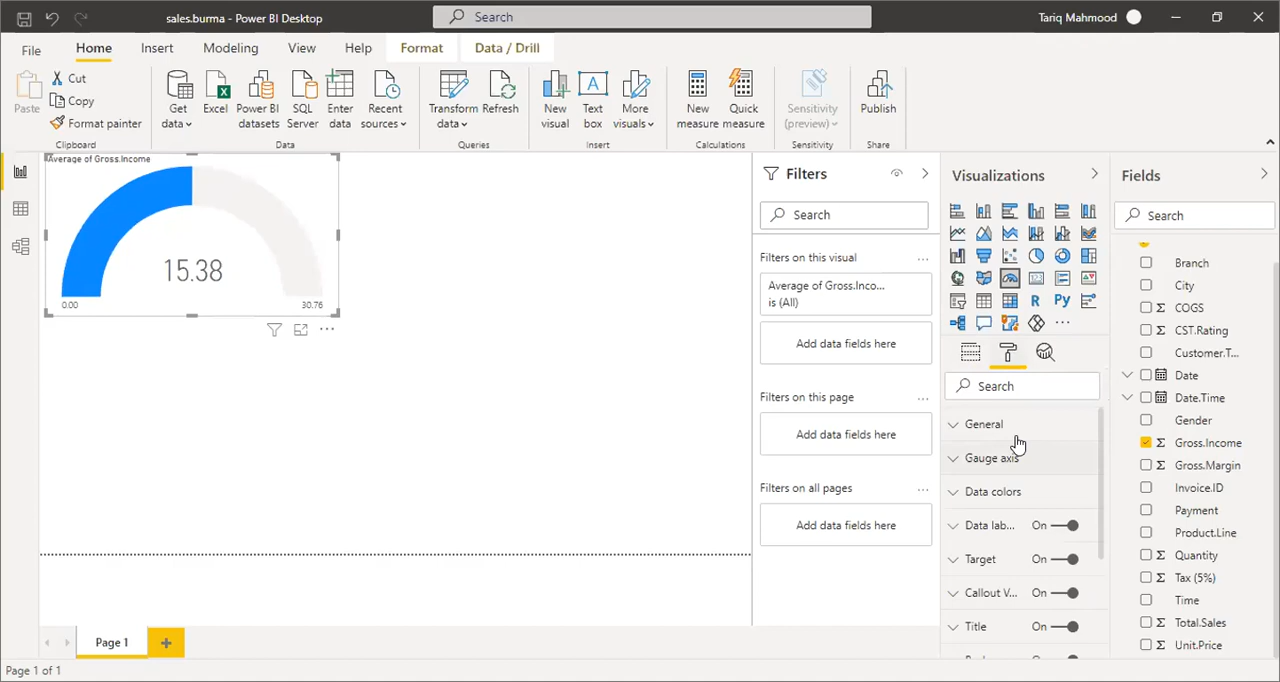 sales.burma - Power BI Desktop
Search
Tariq Mahmood
File
Home
Insert
Modeling
View
Help
Format
Data / Drill
Paste
Cut
Copy
Format painter
Clipboard
Get data
Excel
Power BI datasets
SQL Server
Enter data
Recent sources
Data
Transform data
Refresh
Queries
New visual
Text box
More visuals
Insert
New measure
Quick measure
Calculations
Sensitivity (preview)
Sensitivity
Publish
Share
Average of Gross.Income
15.38
0.00
30.76
Filters
Search
Filters on this visual
Average of Gross.Inco...
is (All)
Add data fields here
Filters on this page
Add data fields here
Filters on all pages
Add data fields here
Visualizations
R
Py
Search
General
Gauge axis
Data colors
Data lab... On
Target On
Callout V... On
Title On
Fields
Search
Branch
City
COGS
CST.Rating
Customer.T...
Date
Date.Time
Gender
Gross.Income
Gross.Margin
Invoice.ID
Payment
Product.Line
Quantity
Tax (5%)
Time
Total.Sales
Unit.Price
Page 1
Page 1 of 1